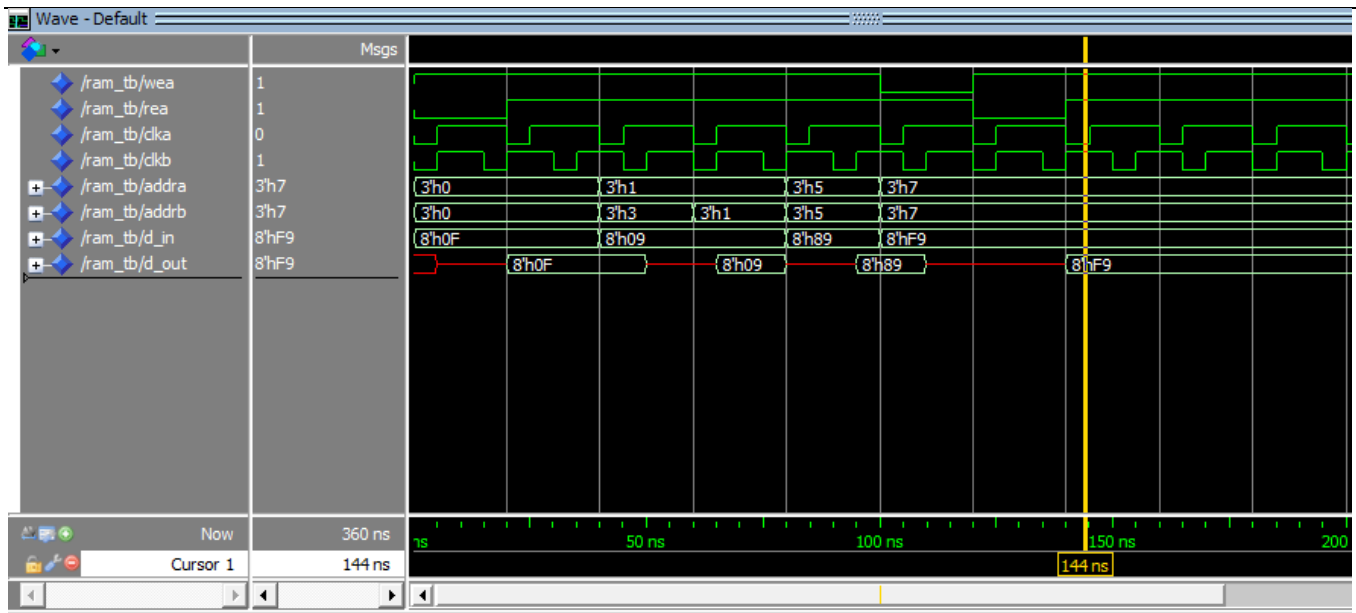 Wave - Default
Msgs
/ram_tb/wea 1
/ram_tb/rea 1
/ram_tb/clka 0
/ram_tb/clkb 1
/ram_tb/addra 3'h7 3'h0 3'h1 3'h5 3'h7
/ram_tb/addrb 3'h7 3'h0 3'h3 3'h1 3'h5 3'h7
/ram_tb/d_in 8'hF9 8'h0F 8'h09 8'h89 8'hF9
/ram_tb/d_out 8'hF9 8'h0F 8'h09 8'h89 8'hF9
Now 360 ns ns 50 ns 100 ns 150 ns 200
Cursor 1 144 ns 144 ns